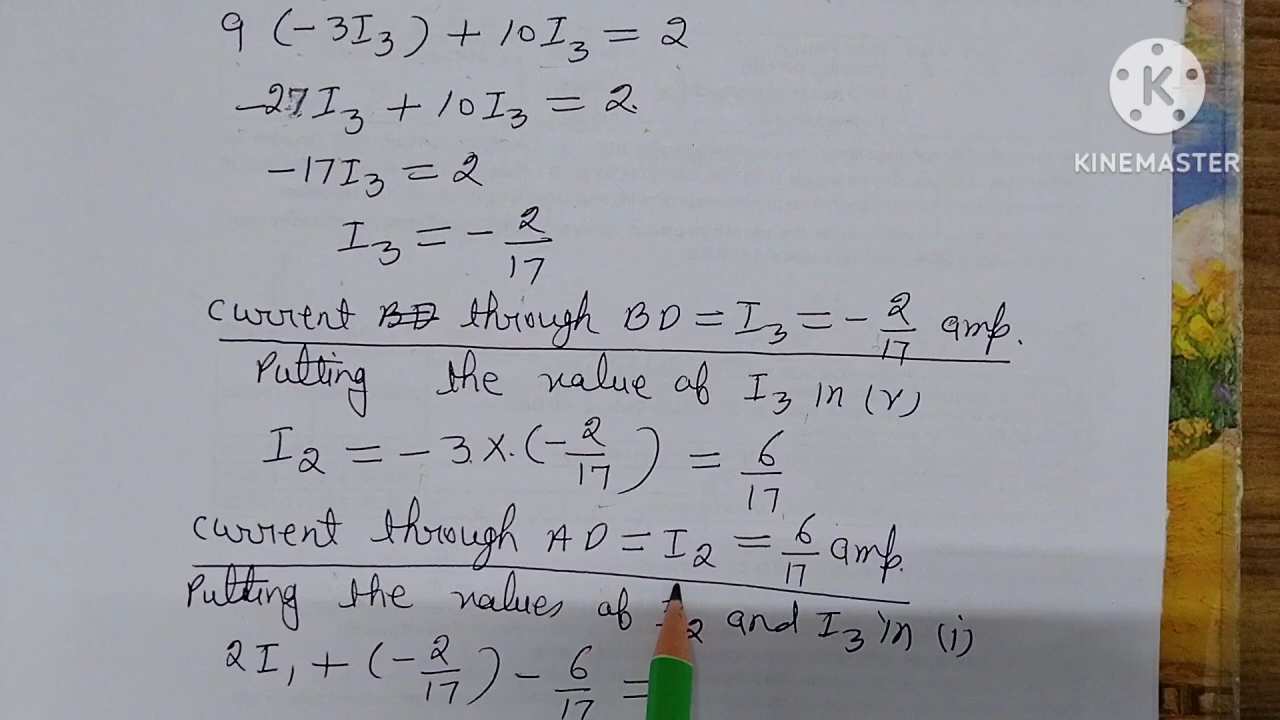 9 (-3I₃) + 10I₃ = 2
-27I₃ + 10I₃ = 2.
-17I₃ = 2
I₃ = - 2/17
current BD through BD = I₃ = - 2/17 amp.
Putting the value of I₃ in (v)
I₂ = - 3 × (- 2/17) = 6/17
current through AD = I₂ = 6/17 amp.
Putting the values of I₂ and I₃ in (i)
2I₁ + (- 2/17) - 6/17 =
K
KINEMASTER